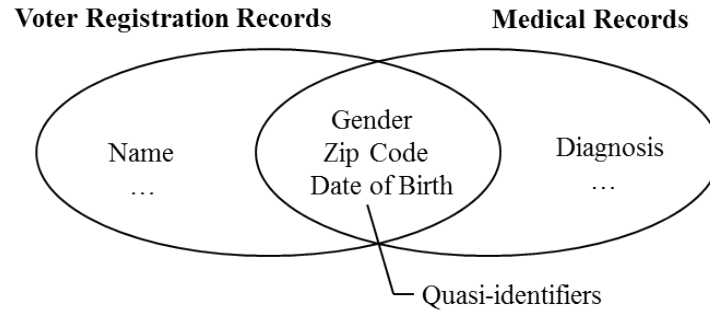 Voter Registration Records
Medical Records
Name
…
Gender
Zip Code
Date of Birth
Diagnosis
…
Quasi-identifiers